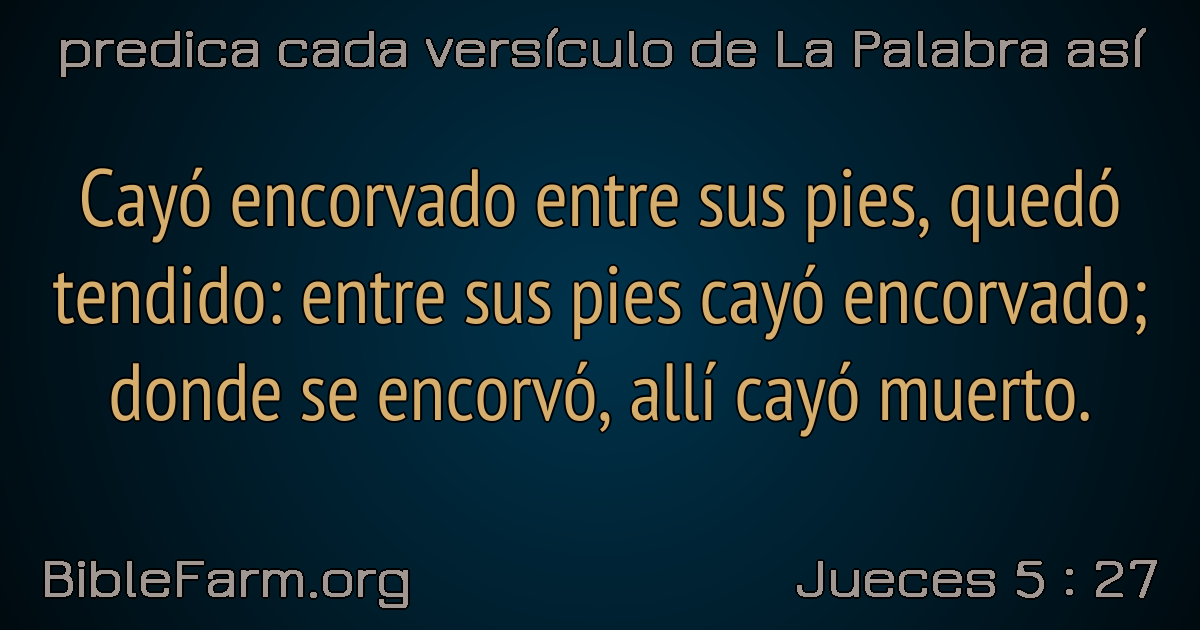 predica cada versículo de La Palabra así
Cayó encorvado entre sus pies, quedó
tendido: entre sus pies cayó encorvado;
donde se encorvó, allí cayó muerto.
BibleFarm.org
Jueces 5 : 27